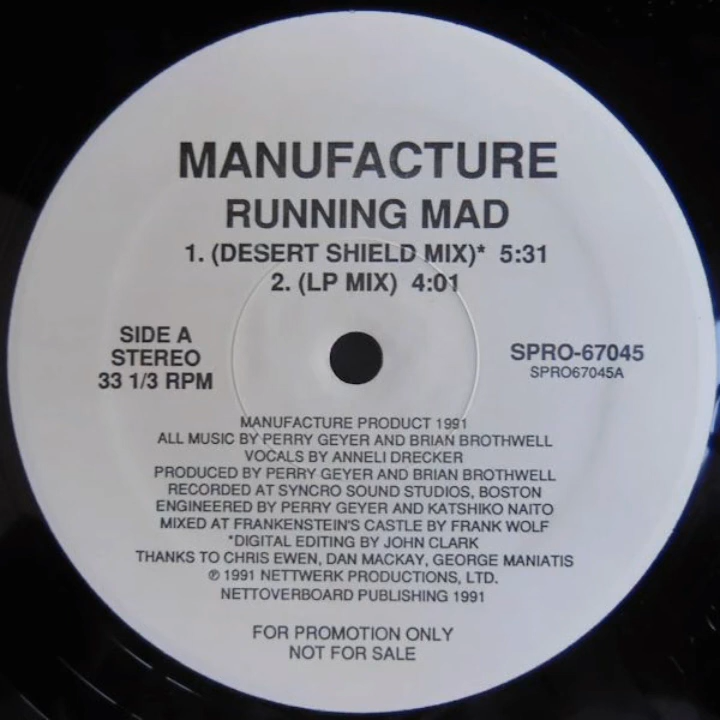 MANUFACTURE
RUNNING MAD
1. (DESERT SHIELD MIX)* 5:31
2. (LP MIX) 4:01
SIDE A
STEREO
33 1/3 RPM
SPRO-67045
SPRO67045A
MANUFACTURE PRODUCT 1991
ALL MUSIC BY PERRY GEYER AND BRIAN BROTHWELL
VOCALS BY ANNELI DRECKER
PRODUCED BY PERRY GEYER AND BRIAN BROTHWELL
RECORDED AT SYNCRO SOUND STUDIOS, BOSTON
ENGINEERED BY PERRY GEYER AND KATSHIKO NAITO
MIXED AT FRANKENSTEIN'S CASTLE BY FRANK WOLF
*DIGITAL EDITING BY JOHN CLARK
THANKS TO CHRIS EWEN, DAN MACKAY, GEORGE MANIATIS
℗ 1991 NETTWERK PRODUCTIONS, LTD.
NETTOVERBOARD PUBLISHING 1991
FOR PROMOTION ONLY
NOT FOR SALE